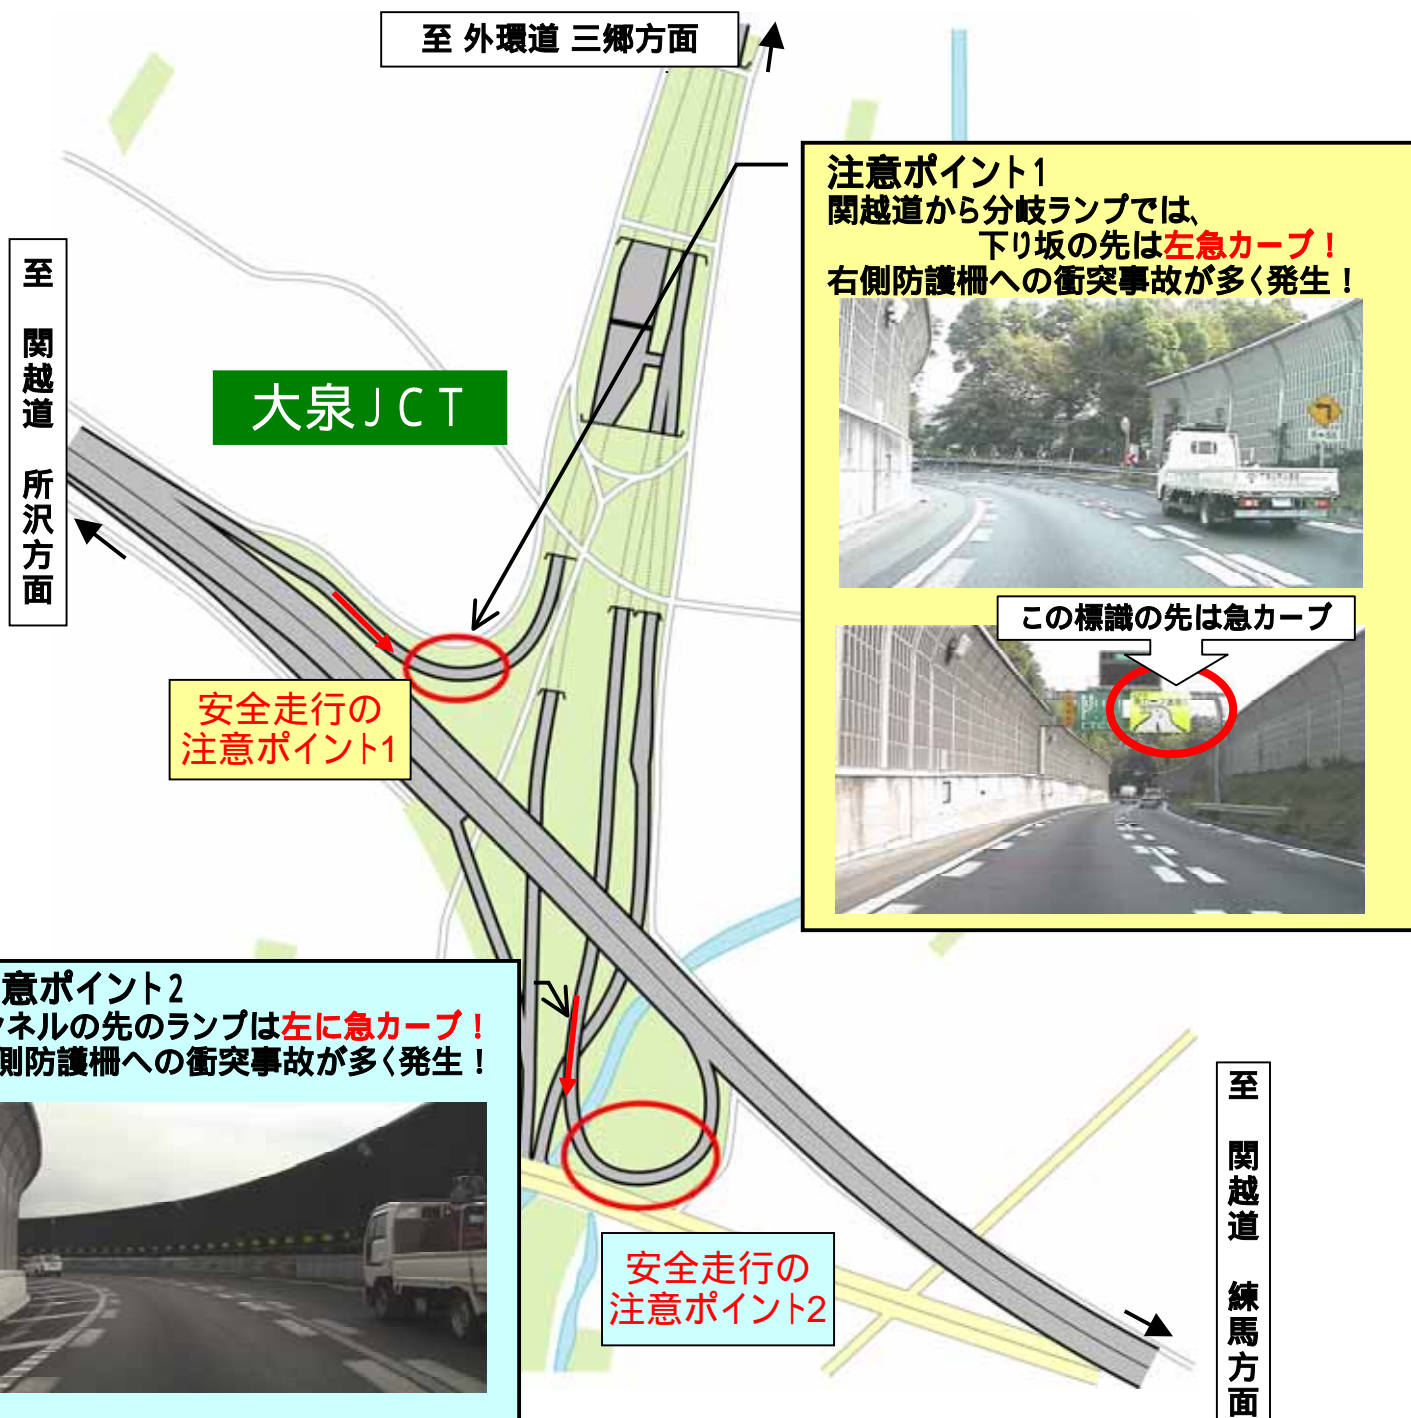 至 外環道 三郷方面
注意ポイント1
関越道から分岐ランプでは、
下り坂の先は左急カーブ！
右側防護柵への衝突事故が多く発生！
この標識の先は急カーブ
至 関越道 所沢方面
大泉JCT
安全走行の
注意ポイント1
意ポイント2
ネルの先のランプは左に急カーブ！
側防護柵への衝突事故が多く発生！
安全走行の
注意ポイント2
至 関越道 練馬方面